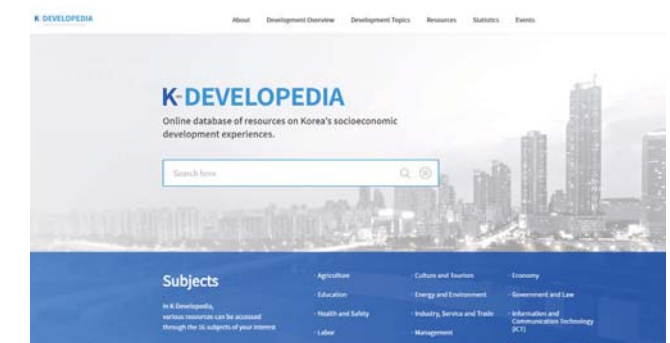 K-DEVELOPEDIA
About Development Overview Development Topics Resources Statistics Events
K-DEVELOPEDIA
Online database of resources on Korea's socioeconomic
development experiences.
Search here
Subjects
In K-Developedia,
various resources can be accessed
through the 16 subjects of your interest
· Agriculture
· Education
· Health and Safety
· Labor
· Culture and Tourism
· Energy and Environment
· Industry, Service and Trade
· Management
· Economy
· Government and Law
· Information and
Communication Technology
(ICT)